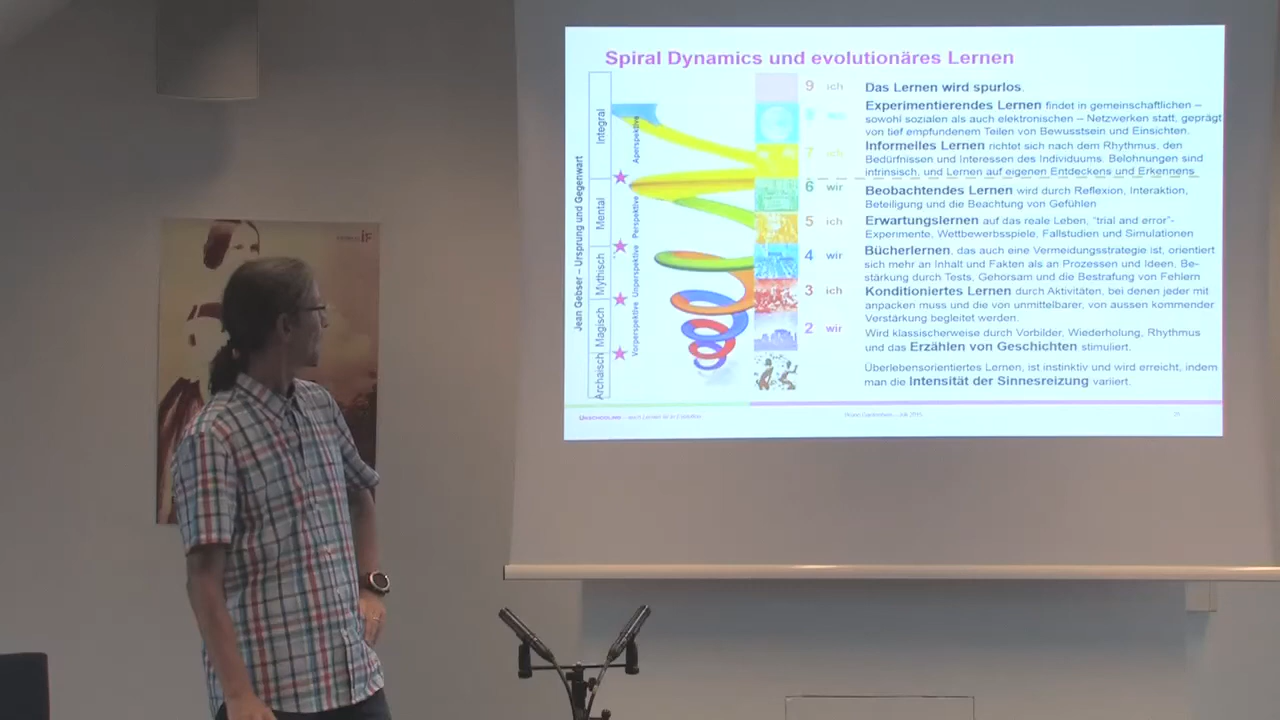 Spiral Dynamics und evolutionäres Lernen
Jean Gebser – Ursprung und Gegenwart
Integral
Mental
Mythisch
Magisch
Archaisch
Aperspektive
Perspektive
Unperspektive
Vorperspektive
9 ich
Das Lernen wird spurlos.
Experimentierendes Lernen findet in gemeinschaftlichen –
sowohl sozialen als auch elektronischen – Netzwerken statt, geprägt
von tief empfundenem Teilen von Bewusstsein und Einsichten.
7 ich
Informelles Lernen richtet sich nach dem Rhythmus, den
Bedürfnissen und Interessen des Individuums. Belohnungen sind
intrinsisch, und Lernen auf eigenen Entdeckens und Erkennens
6 wir
Beobachtendes Lernen wird durch Reflexion, Interaktion,
Beteiligung und die Beachtung von Gefühlen
5 ich
Erwartungslernen auf das reale Leben, "trial and error"-
Experimente, Wettbewerbsspiele, Fallstudien und Simulationen
4 wir
Bücherlernen, das auch eine Vermeidungsstrategie ist, orientiert
sich mehr an Inhalt und Fakten als an Prozessen und Ideen, Be-
stärkung durch Tests, Gehorsam und die Bestrafung von Fehlern
3 ich
Konditioniertes Lernen durch Aktivitäten, bei denen jeder mit
anpacken muss und die von unmittelbarer, von aussen kommender
Verstärkung begleitet werden.
2 wir
Wird klassischerweise durch Vorbilder, Wiederholung, Rhythmus
und das Erzählen von Geschichten stimuliert.
Überlebensorientiertes Lernen, ist instinktiv und wird erreicht, indem
man die Intensität der Sinnesreizung variiert.
UNSCHOOLING